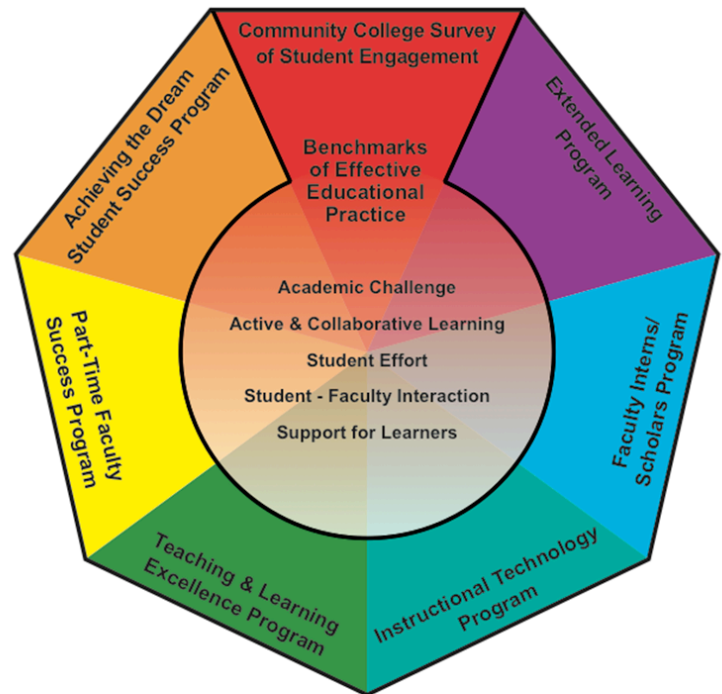 Community College Survey
of Student Engagement
Benchmarks
of Effective
Educational
Practice
Extended Learning
Program
Faculty Interns/
Scholars Program
Instructional Technology
Program
Teaching & Learning
Excellence Program
Part-Time Faculty
Success Program
Achieving the Dream
Student Success Program
Academic Challenge
Active & Collaborative Learning
Student Effort
Student - Faculty Interaction
Support for Learners